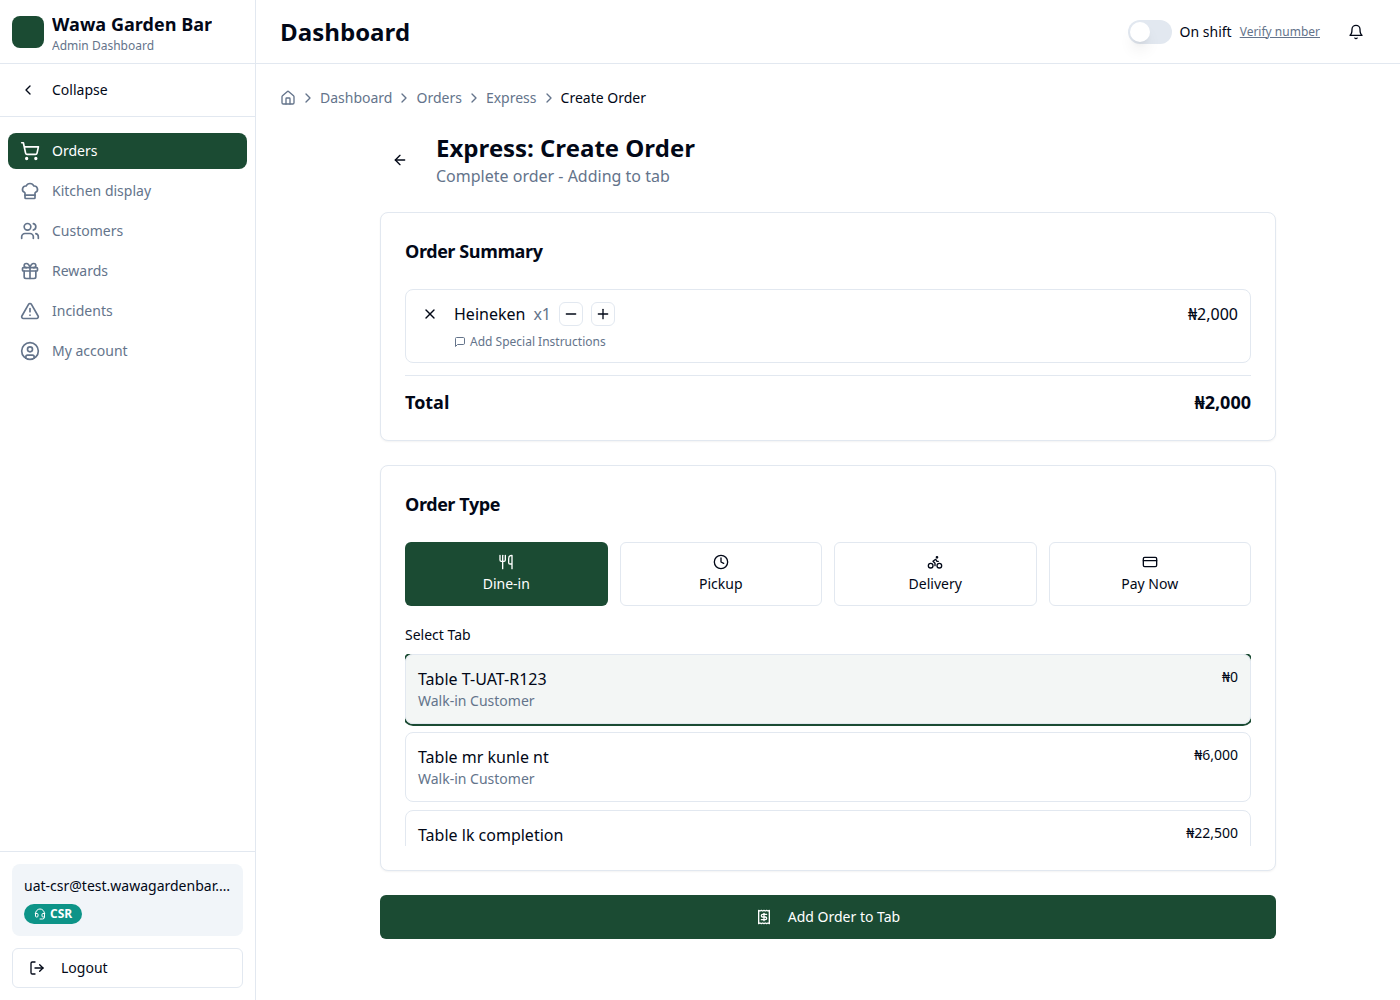 Wawa Garden Bar
Admin Dashboard
Collapse
Orders
Kitchen display
Customers
Rewards
Incidents
My account
uat-csr@test.wawagardenbar....
CSR
Logout
Dashboard
On shift
Verify number
Dashboard
Orders
Express
Create Order
Express: Create Order
Complete order - Adding to tab
Order Summary
Heineken x1
₦2,000
Add Special Instructions
Total
₦2,000
Order Type
Dine-in
Pickup
Delivery
Pay Now
Select Tab
Table T-UAT-R123
₦0
Walk-in Customer
Table mr kunle nt
₦6,000
Walk-in Customer
Table lk completion
₦22,500
Add Order to Tab